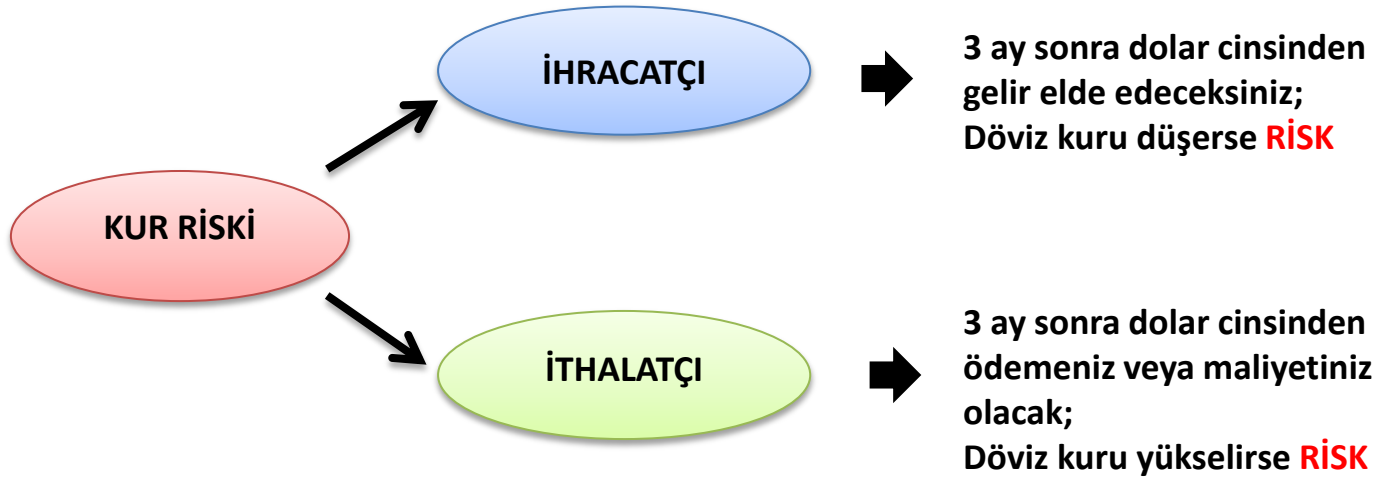 KUR RİSKİ
İHRACATÇI
3 ay sonra dolar cinsinden
gelir elde edeceksiniz;
Döviz kuru düşerse RİSK
İTHALATÇI
3 ay sonra dolar cinsinden
ödemeniz veya maliyetiniz
olacak;
Döviz kuru yükselirse RİSK